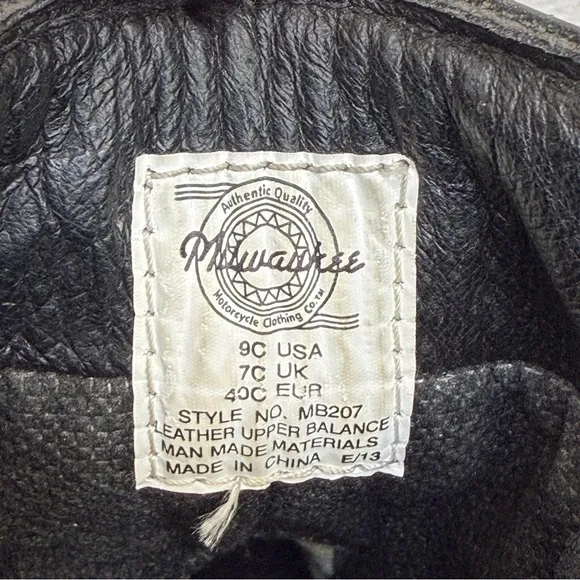 Authentic Quality
Milwaukee
Motorcycle Clothing Co.™
9C USA
7C UK
40C EUR
STYLE NO. MB207
LEATHER UPPER BALANCE
MAN MADE MATERIALS
MADE IN CHINA E/13